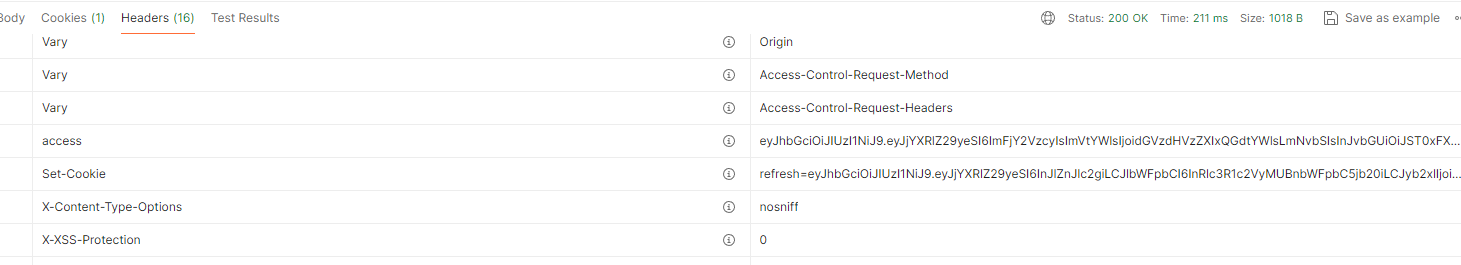 Body Cookies (1) Headers (16) Test Results Status: 200 OK Time: 211 ms Size: 1018 B Save as example
Vary Origin
Vary Access-Control-Request-Method
Vary Access-Control-Request-Headers
access eyJhbGciOiJIUzI1NiJ9.eyJjYXRlZ29yeSI6ImFjY2VzcyIsImVtYWlsIjoidGVzdHVzZXIxQGdtYWlsLmNvbSIsInJvbGUiOiJST0xFX...
Set-Cookie refresh=eyJhbGciOiJIUzI1NiJ9.eyJjYXRlZ29yeSI6InJlZnJlc2giLCJlbWFpbCI6InRlc3R1c2VyMUBnbWFpbC5jb20iLCJyb2xlIjoi...
X-Content-Type-Options nosniff
X-XSS-Protection 0